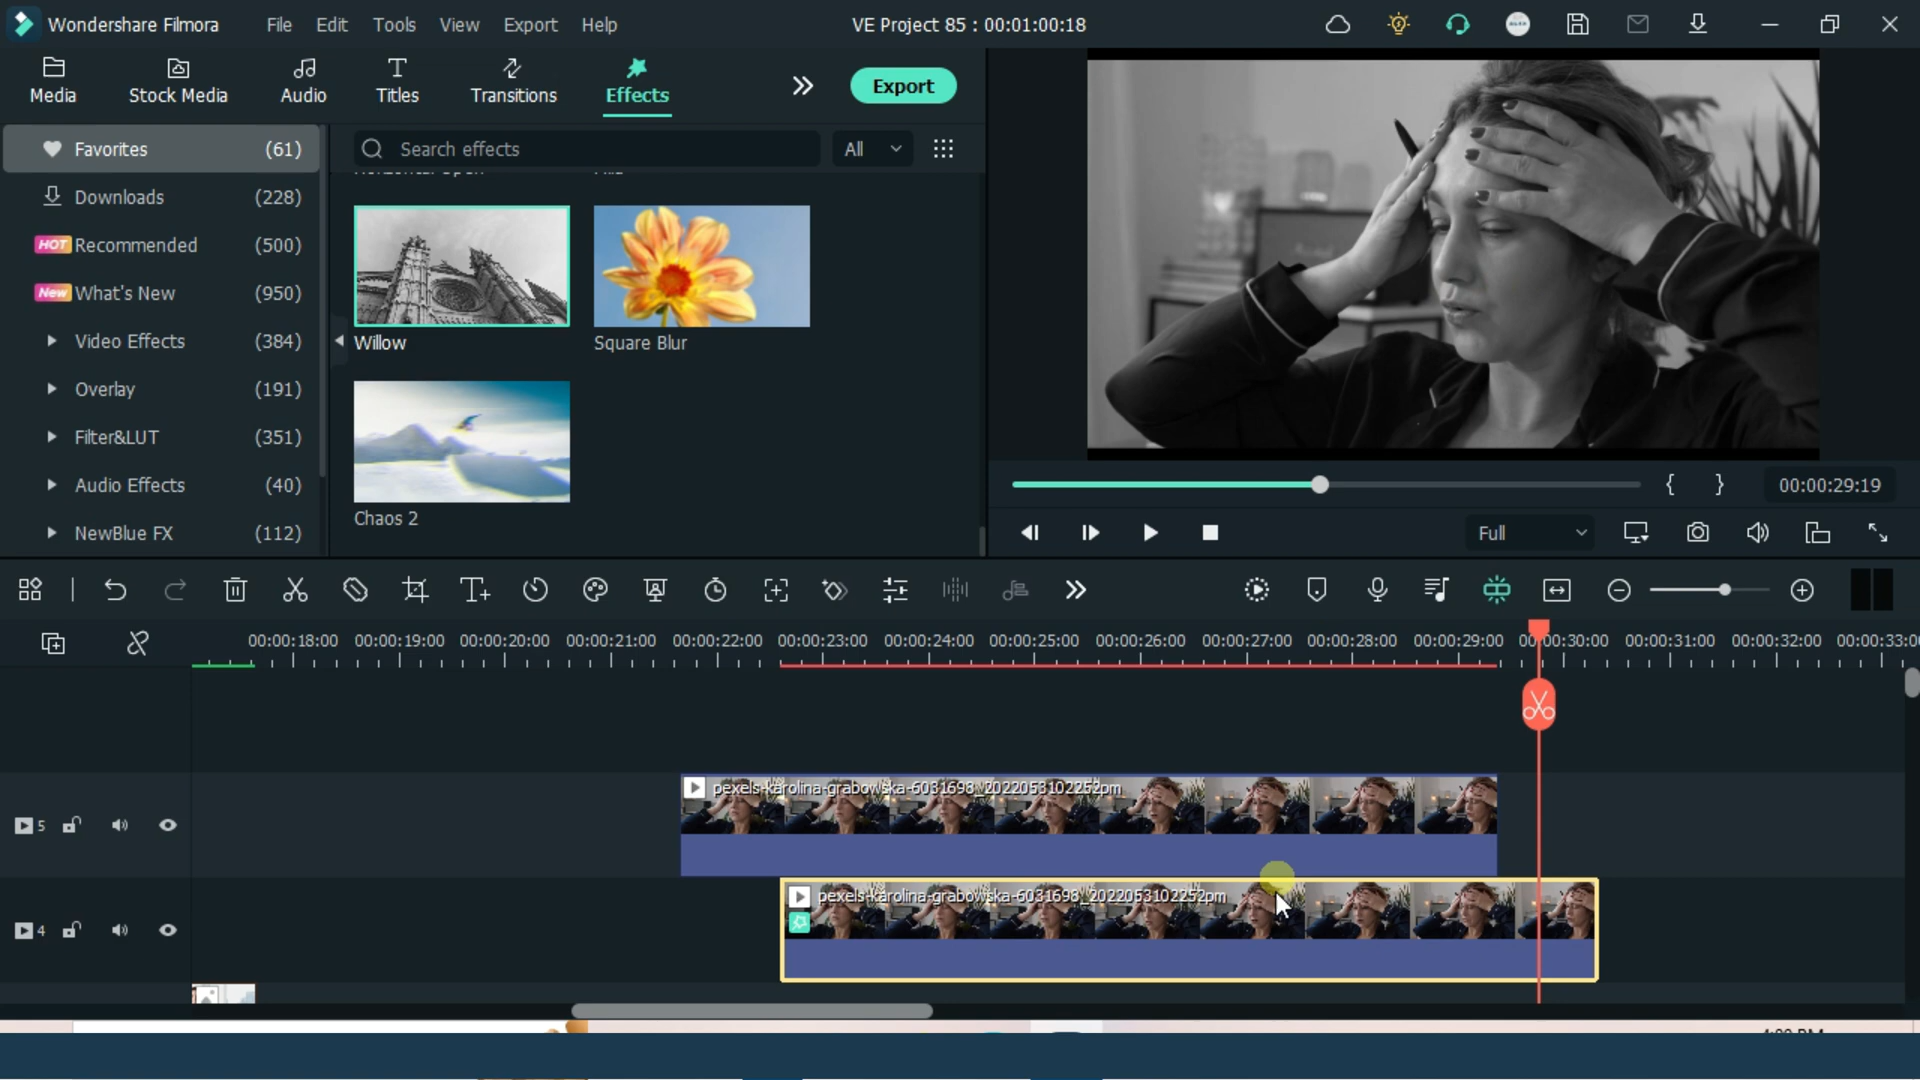 Wondershare Filmora File Edit Tools View Export Help VE Project 85 : 00:01:00:18
Media Stock Media Audio Titles Transitions Effects Export
Favorites (61) Search effects All
Downloads (228)
HOT Recommended (500)
New What's New (950)
Video Effects (384) Willow Square Blur
Overlay (191)
Filter&LUT (351)
Audio Effects (40) 00:00:29:19
Chaos 2
NewBlue FX (112) Full
00:00:18:00 00:00:19:00 00:00:20:00 00:00:21:00 00:00:22:00 00:00:23:00 00:00:24:00 00:00:25:00 00:00:26:00 00:00:27:00 00:00:28:00 00:00:29:00 00:00:30:00 00:00:31:00 00:00:32:00 00:00:33:0
pexels-karolina-grabowska-6031698_2022053102252pm
5
pexels-karolina-grabowska-6031698_2022053102252pm
4